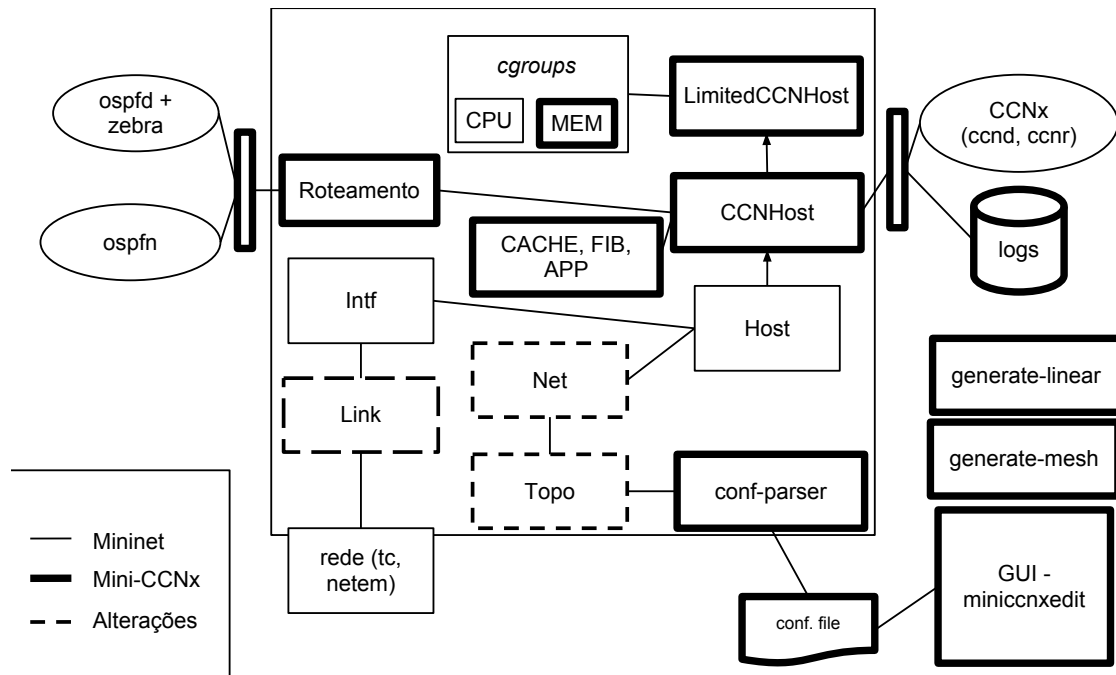 cgroups
CPU
MEM
LimitedCCNHost
ospfd +
zebra
CCNx
(ccnd, ccnr)
Roteamento
CCNHost
ospfn
CACHE, FIB,
APP
logs
Intf
Host
Net
generate-linear
Link
generate-mesh
Topo
conf-parser
Mininet
Mini-CCNx
Alterações
rede (tc,
netem)
conf. file
GUI -
miniccnxedit